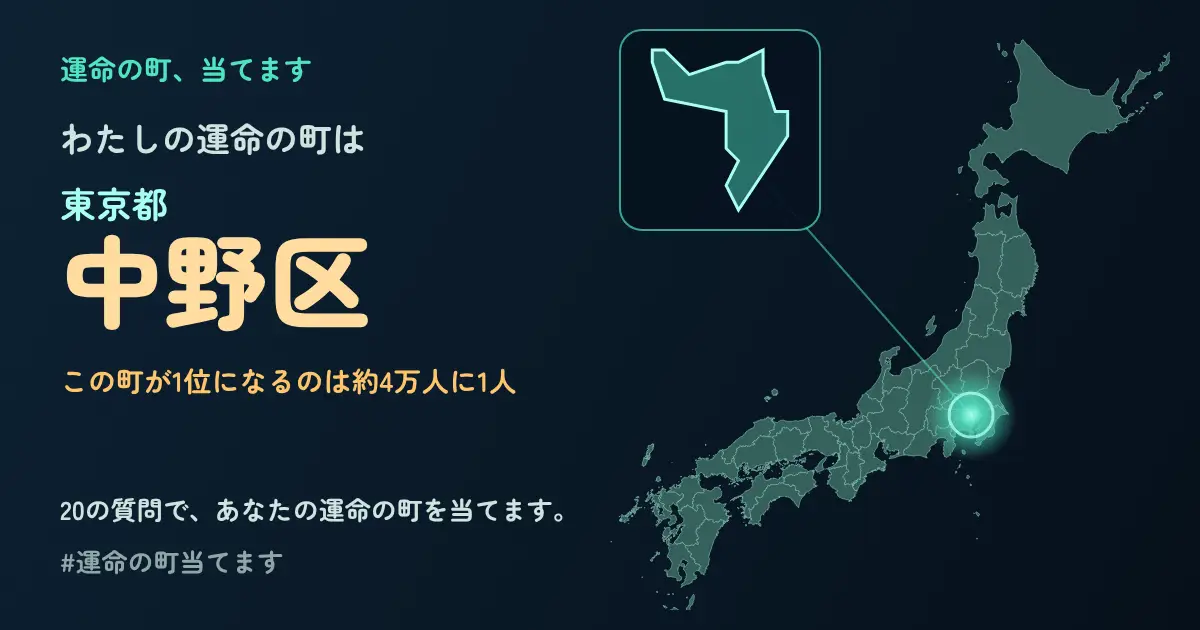 運命の町、当てます
わたしの運命の町は
東京都
中野区
この町が1位になるのは約4万人に1人
20の質問で、あなたの運命の町を当てます。
#運命の町当てます